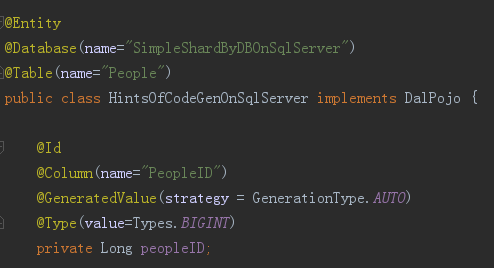 @Entity
@Database(name="SimpleShardByDBOnSqlServer")
@Table(name="People")
public class HintsOfCodeGenOnSqlServer implements DalPojo {
@Id
@Column(name="PeopleID")
@GeneratedValue(strategy = GenerationType.AUTO)
@Type(value=Types.BIGINT)
private Long peopleID;